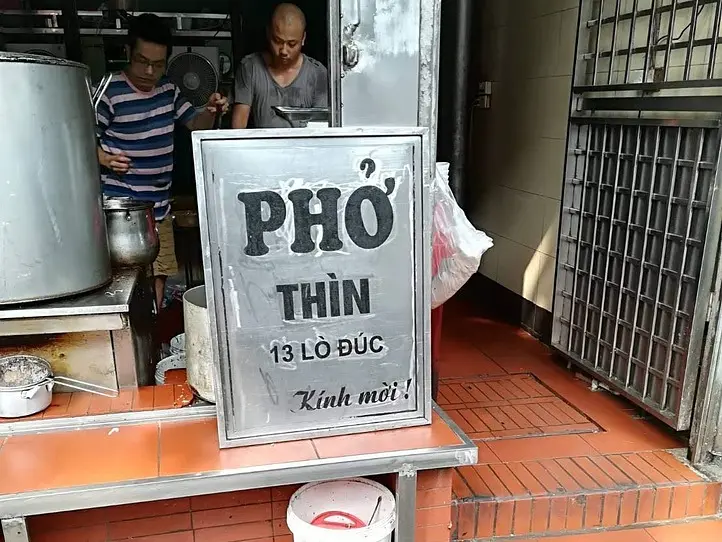 PHỞ
THÌN
13 LÒ ĐÚC
Kính mời !